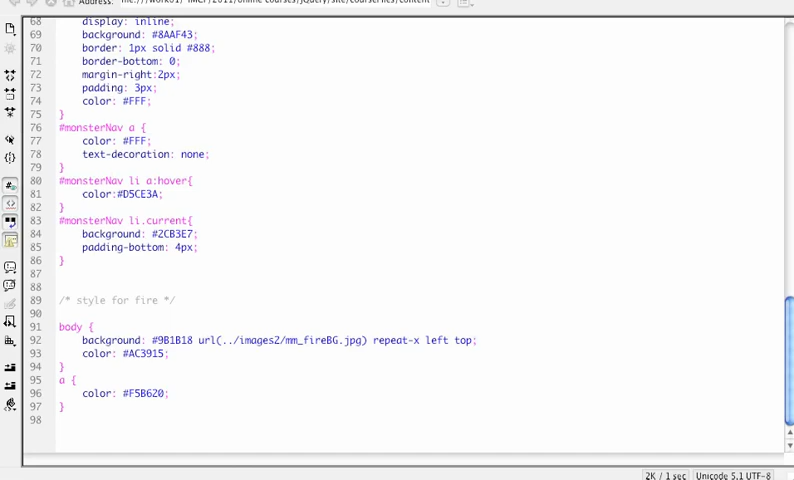 Address:
68 display: inline;
69 background: #8AAF43;
70 border: 1px solid #888;
71 border-bottom: 0;
72 margin-right:2px;
73 padding: 3px;
74 color: #FFF;
75 }
76 #monsterNav a {
77 color: #FFF;
78 text-decoration: none;
79 }
80 #monsterNav li a:hover{
81 color:#D5CE3A;
82 }
83 #monsterNav li.current{
84 background: #2CB3E7;
85 padding-bottom: 4px;
86 }
87
88
89 /* style for fire */
90
91 body {
92 background: #9B1B18 url(../images2/mm_fireBG.jpg) repeat-x left top;
93 color: #AC3915;
94 }
95 a {
96 color: #F5B620;
97 }
98
2K / 1 sec Unicode 5.1 UTF-8